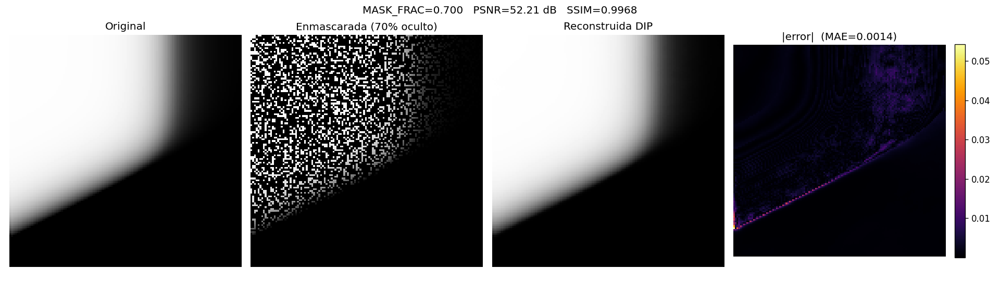 MASK_FRAC=0.700   PSNR=52.21 dB   SSIM=0.9968
Original
Enmascarada (70% oculto)
Reconstruida DIP
|error|  (MAE=0.0014)
0.05
0.04
0.03
0.02
0.01